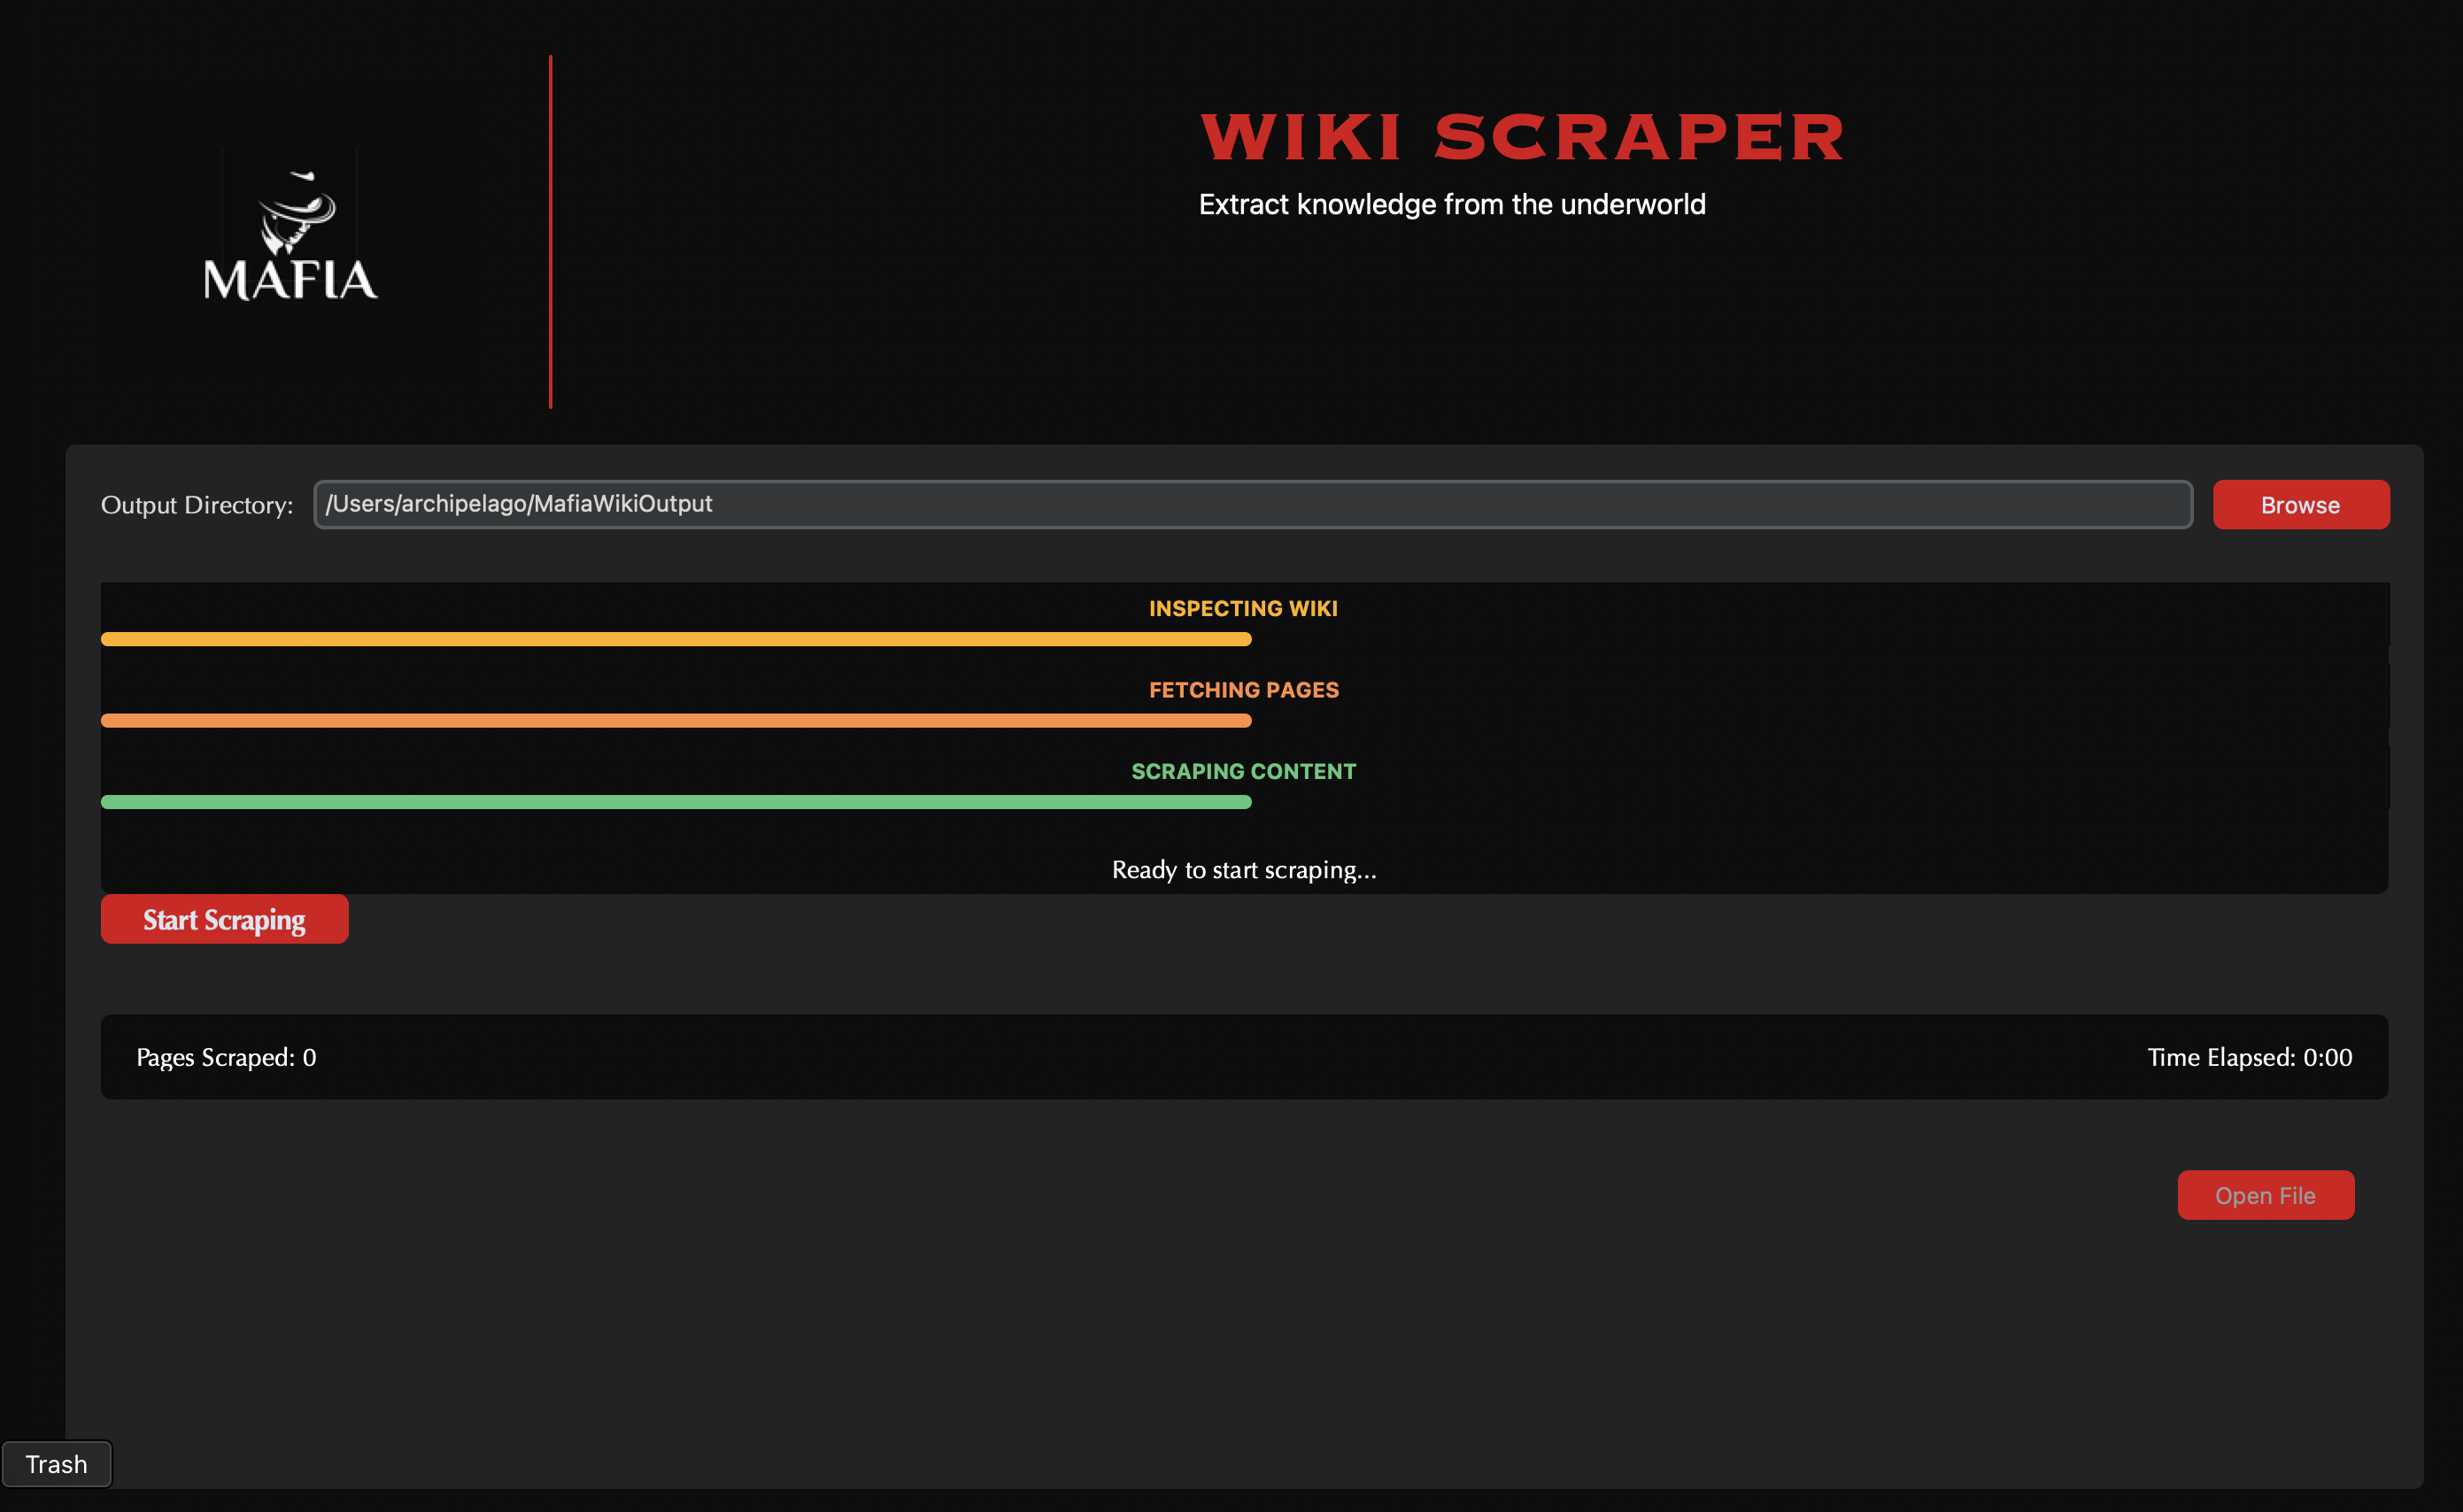 MAFIA
WIKI SCRAPER
Extract knowledge from the underworld
Output Directory: /Users/archipelago/MafiaWikiOutput Browse
INSPECTING WIKI
FETCHING PAGES
SCRAPING CONTENT
Ready to start scraping...
Start Scraping
Pages Scraped: 0 Time Elapsed: 0:00
Open File
Trash